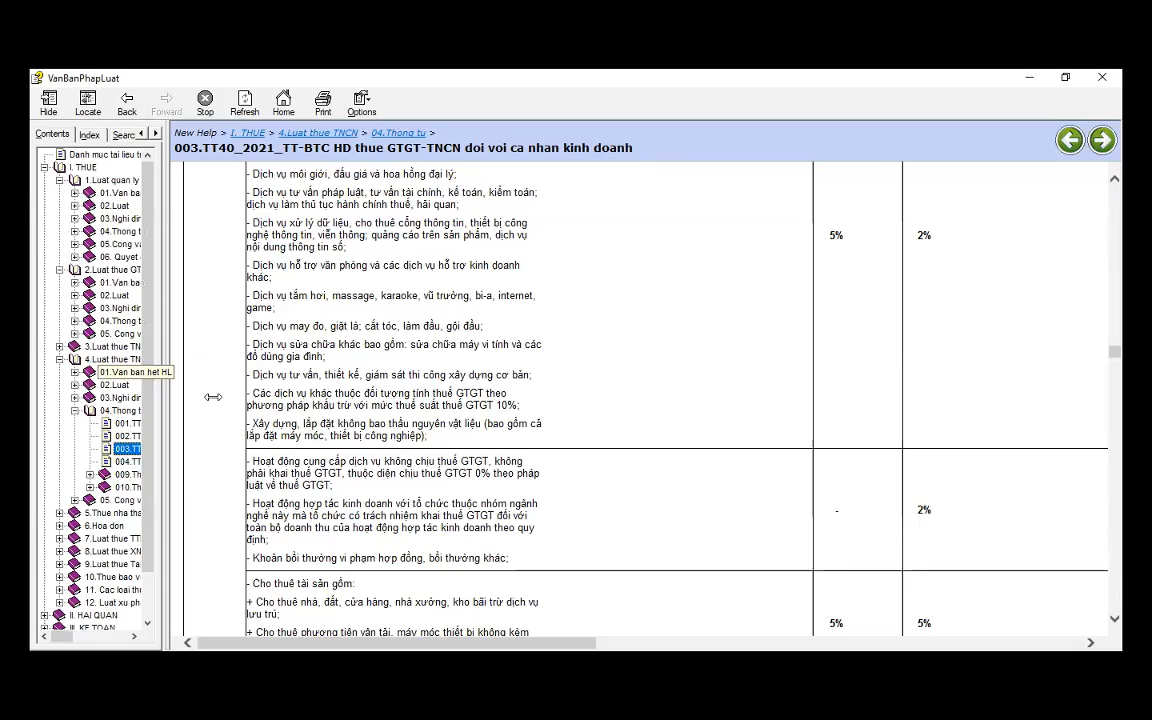 VanBanPhapLuat
Hide Locate Back Forward Stop Refresh Home Print Options
Contents Index Searc
New Help > I. THUE > 4.Luat thue TNCN > 04.Thong tu >
003.TT40_2021_TT-BTC HD thue GTGT-TNCN doi voi ca nhan kinh doanh
Danh muc tai lieu tr
I. THUE
1.Luat quan ly
01.Van ba
02.Luat
03.Nghi din
04.Thong t
05.Cong v
06. Quyet
2.Luat thue GT
01.Van ba
02.Luat
03.Nghi din
04.Thong t
05. Cong v
3.Luat thue TN
4.Luat thue TN
01.Van ban het HL
02.Luat
03.Nghi din
04.Thong t
001.TT
002.TT
003.TT
004.TT
009.Th
010.Th
05. Cong v
5.Thue nha tha
6.Hoa don
7.Luat thue TT
8.Luat thue XN
9.Luat thue Ta
10.Thue bao v
11. Cac loai thu
12. Luat xu ph
II. HAI QUAN
III. KE TOAN
- Dịch vụ môi giới, đấu giá và hoa hồng đại lý;
- Dịch vụ tư vấn pháp luật, tư vấn tài chính, kế toán, kiểm toán;
dịch vụ làm thủ tục hành chính thuế, hải quan;
- Dịch vụ xử lý dữ liệu, cho thuê cổng thông tin, thiết bị công
nghệ thông tin, viễn thông; quảng cáo trên sản phẩm, dịch vụ
nội dung thông tin số;
- Dịch vụ hỗ trợ văn phòng và các dịch vụ hỗ trợ kinh doanh
khác;
- Dịch vụ tắm hơi, massage, karaoke, vũ trường, bi-a, internet,
game;
- Dịch vụ may đo, giặt là; cắt tóc, làm đầu, gội đầu;
- Dịch vụ sửa chữa khác bao gồm: sửa chữa máy vi tính và các
đồ dùng gia đình;
- Dịch vụ tư vấn, thiết kế, giám sát thi công xây dựng cơ bản;
- Các dịch vụ khác thuộc đối tượng tính thuế GTGT theo
phương pháp khấu trừ với mức thuế suất thuế GTGT 10%;
- Xây dựng, lắp đặt không bao thầu nguyên vật liệu (bao gồm cả
lắp đặt máy móc, thiết bị công nghiệp);
5% 2%
- Hoạt động cung cấp dịch vụ không chịu thuế GTGT, không
phải khai thuế GTGT, thuộc diện chịu thuế GTGT 0% theo pháp
luật về thuế GTGT;
- Hoạt động hợp tác kinh doanh với tổ chức thuộc nhóm ngành
nghề này mà tổ chức có trách nhiệm khai thuế GTGT đối với
toàn bộ doanh thu của hoạt động hợp tác kinh doanh theo quy
định;
- Khoản bồi thường vi phạm hợp đồng, bồi thường khác;
- 2%
- Cho thuê tài sản gồm:
+ Cho thuê nhà, đất, cửa hàng, nhà xưởng, kho bãi trừ dịch vụ
lưu trú;
+ Cho thuê phương tiện vận tải, máy móc thiết bị không kèm
5% 5%